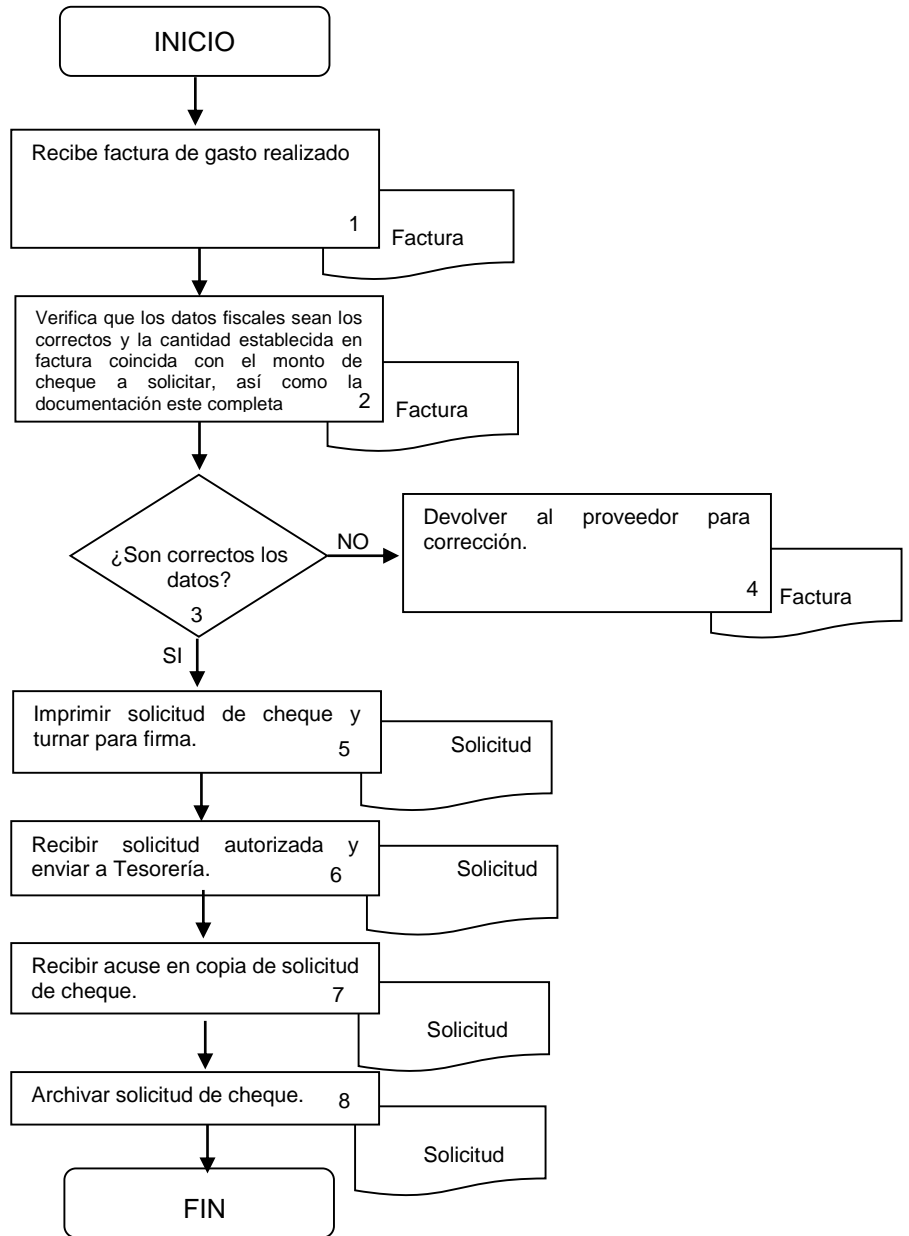 INICIO
Recibe factura de gasto realizado
1
Factura
Verifica que los datos fiscales sean los
correctos y la cantidad establecida en
factura coincida con el monto de
cheque a solicitar, así como la
documentación este completa
2
Factura
¿Son correctos los
datos?
3
NO
Devolver al proveedor para
corrección.
4
Factura
SI
Imprimir solicitud de cheque y
turnar para firma.
5
Solicitud
Recibir solicitud autorizada y
enviar a Tesorería.
6
Solicitud
Recibir acuse en copia de solicitud
de cheque.
7
Solicitud
Archivar solicitud de cheque.
8
Solicitud
FIN